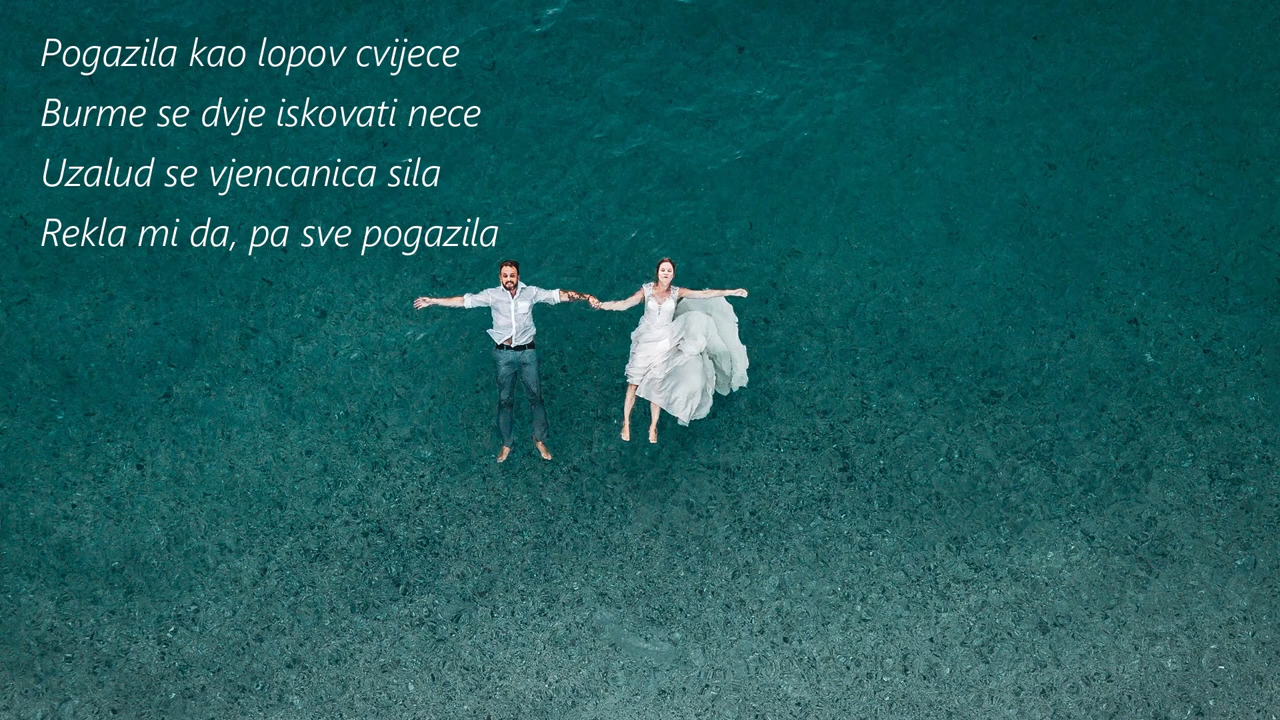 Pogazila kao lopov cvijece
Burme se dvje iskovati nece
Uzalud se vjencanica sila
Rekla mi da, pa sve pogazila